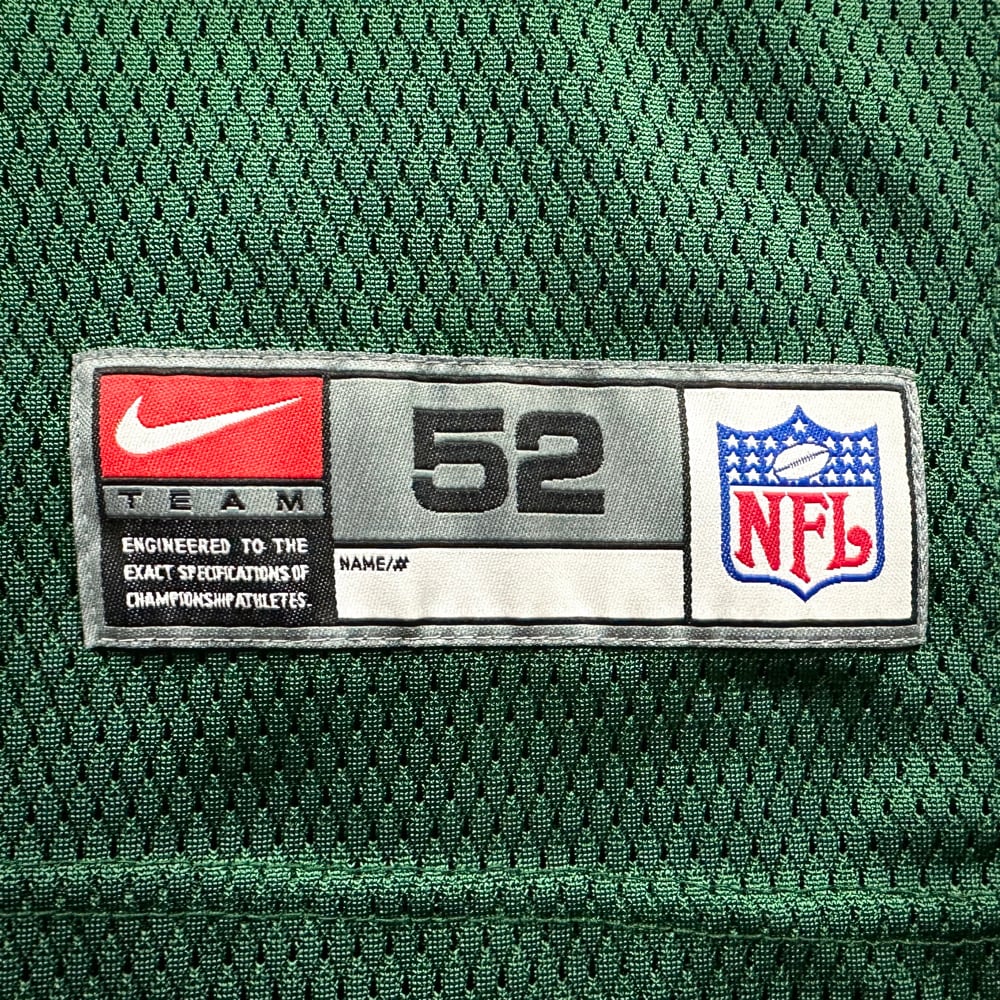 TEAM
ENGINEERED TO THE
EXACT SPECIFICATIONS OF
CHAMPIONSHIP ATHLETES.
52
NAME/#
NFL